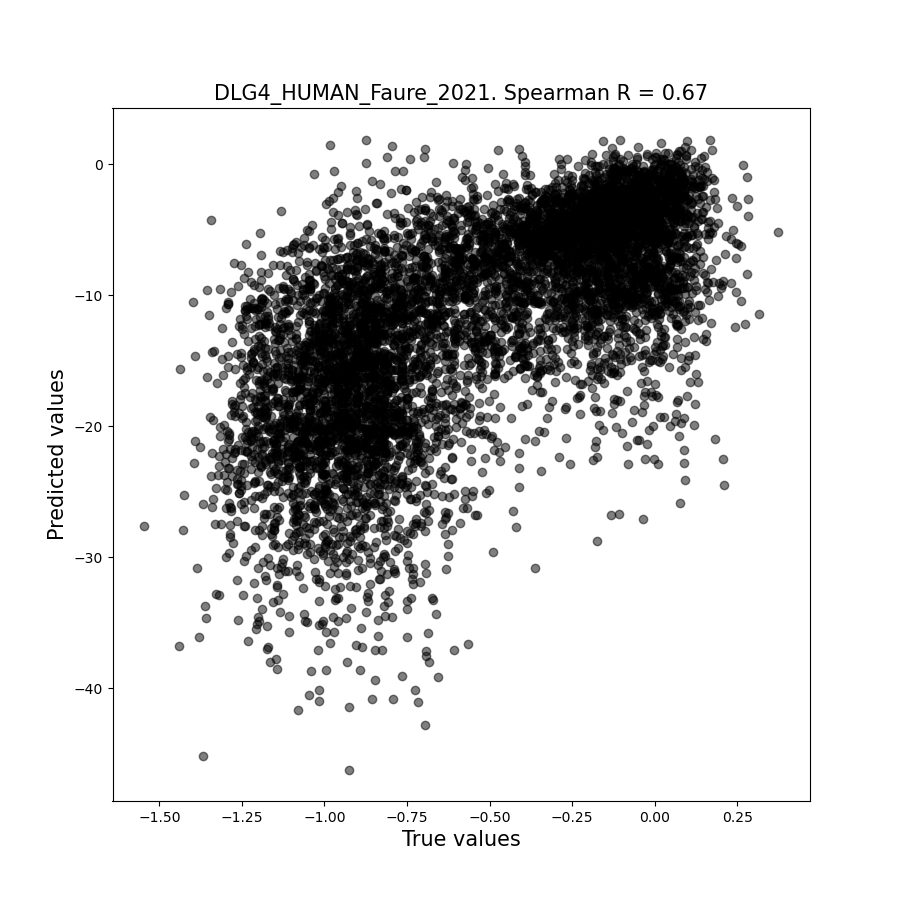 DLG4_HUMAN_Faure_2021. Spearman R = 0.67
Predicted values
0
−10
−20
−30
−40
−1.50 −1.25 −1.00 −0.75 −0.50 −0.25 0.00 0.25
True values